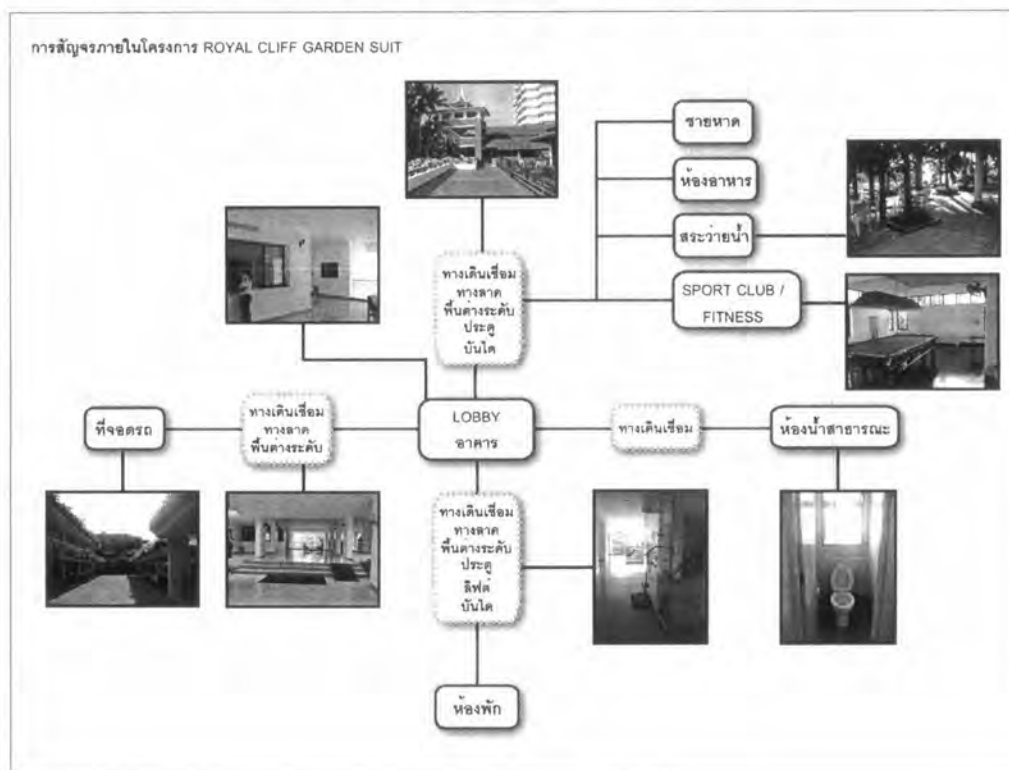 การสัญจรภายในโครงการ ROYAL CLIFF GARDEN SUIT
ชายหาด
ห้องอาหาร
สระว่ายน้ำ
SPORT CLUB /
FITNESS
ทางเดินเชื่อม
ทางลาด
พื้นต่างระดับ
ประตู
บันได
ที่จอดรถ
ทางเดินเชื่อม
ทางลาด
พื้นต่างระดับ
LOBBY
อาคาร
ทางเดินเชื่อม
ห้องน้ำสาธารณะ
ทางเดินเชื่อม
ทางลาด
พื้นต่างระดับ
ประตู
ลิฟต์
บันได
ห้องพัก